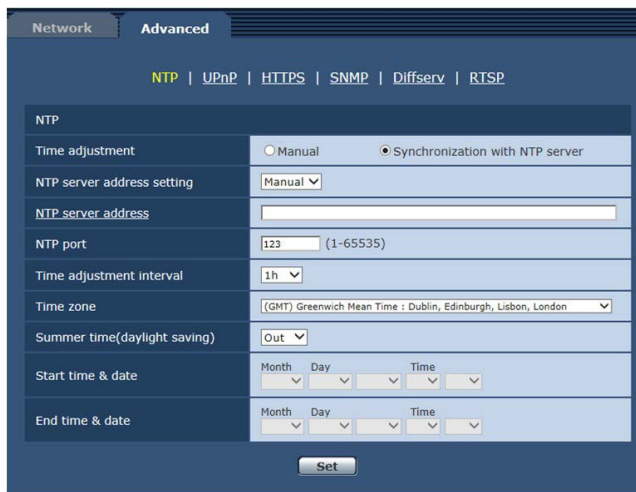 Network Advanced
NTP | UPnP | HTTPS | SNMP | Diffserv | RTSP
NTP
Time adjustment Manual Synchronization with NTP server
NTP server address setting Manual
NTP server address
NTP port 123 (1-65535)
Time adjustment interval 1h
Time zone (GMT) Greenwich Mean Time : Dublin, Edinburgh, Lisbon, London
Summer time(daylight saving) Out
Start time & date Month Day Time
End time & date Month Day Time
Set